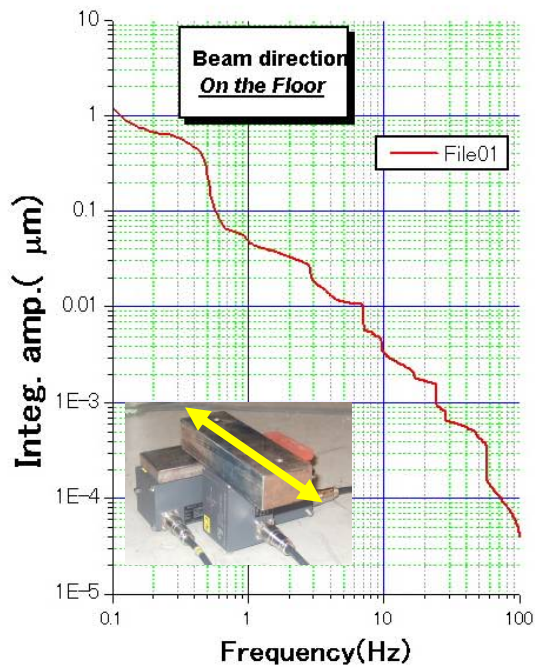 10
Beam direction
On the Floor
1
File01
0.1
0.01
1E-3
1E-4
1E-5
Integ. amp.( μm)
0.1
1
10
100
Frequency(Hz)